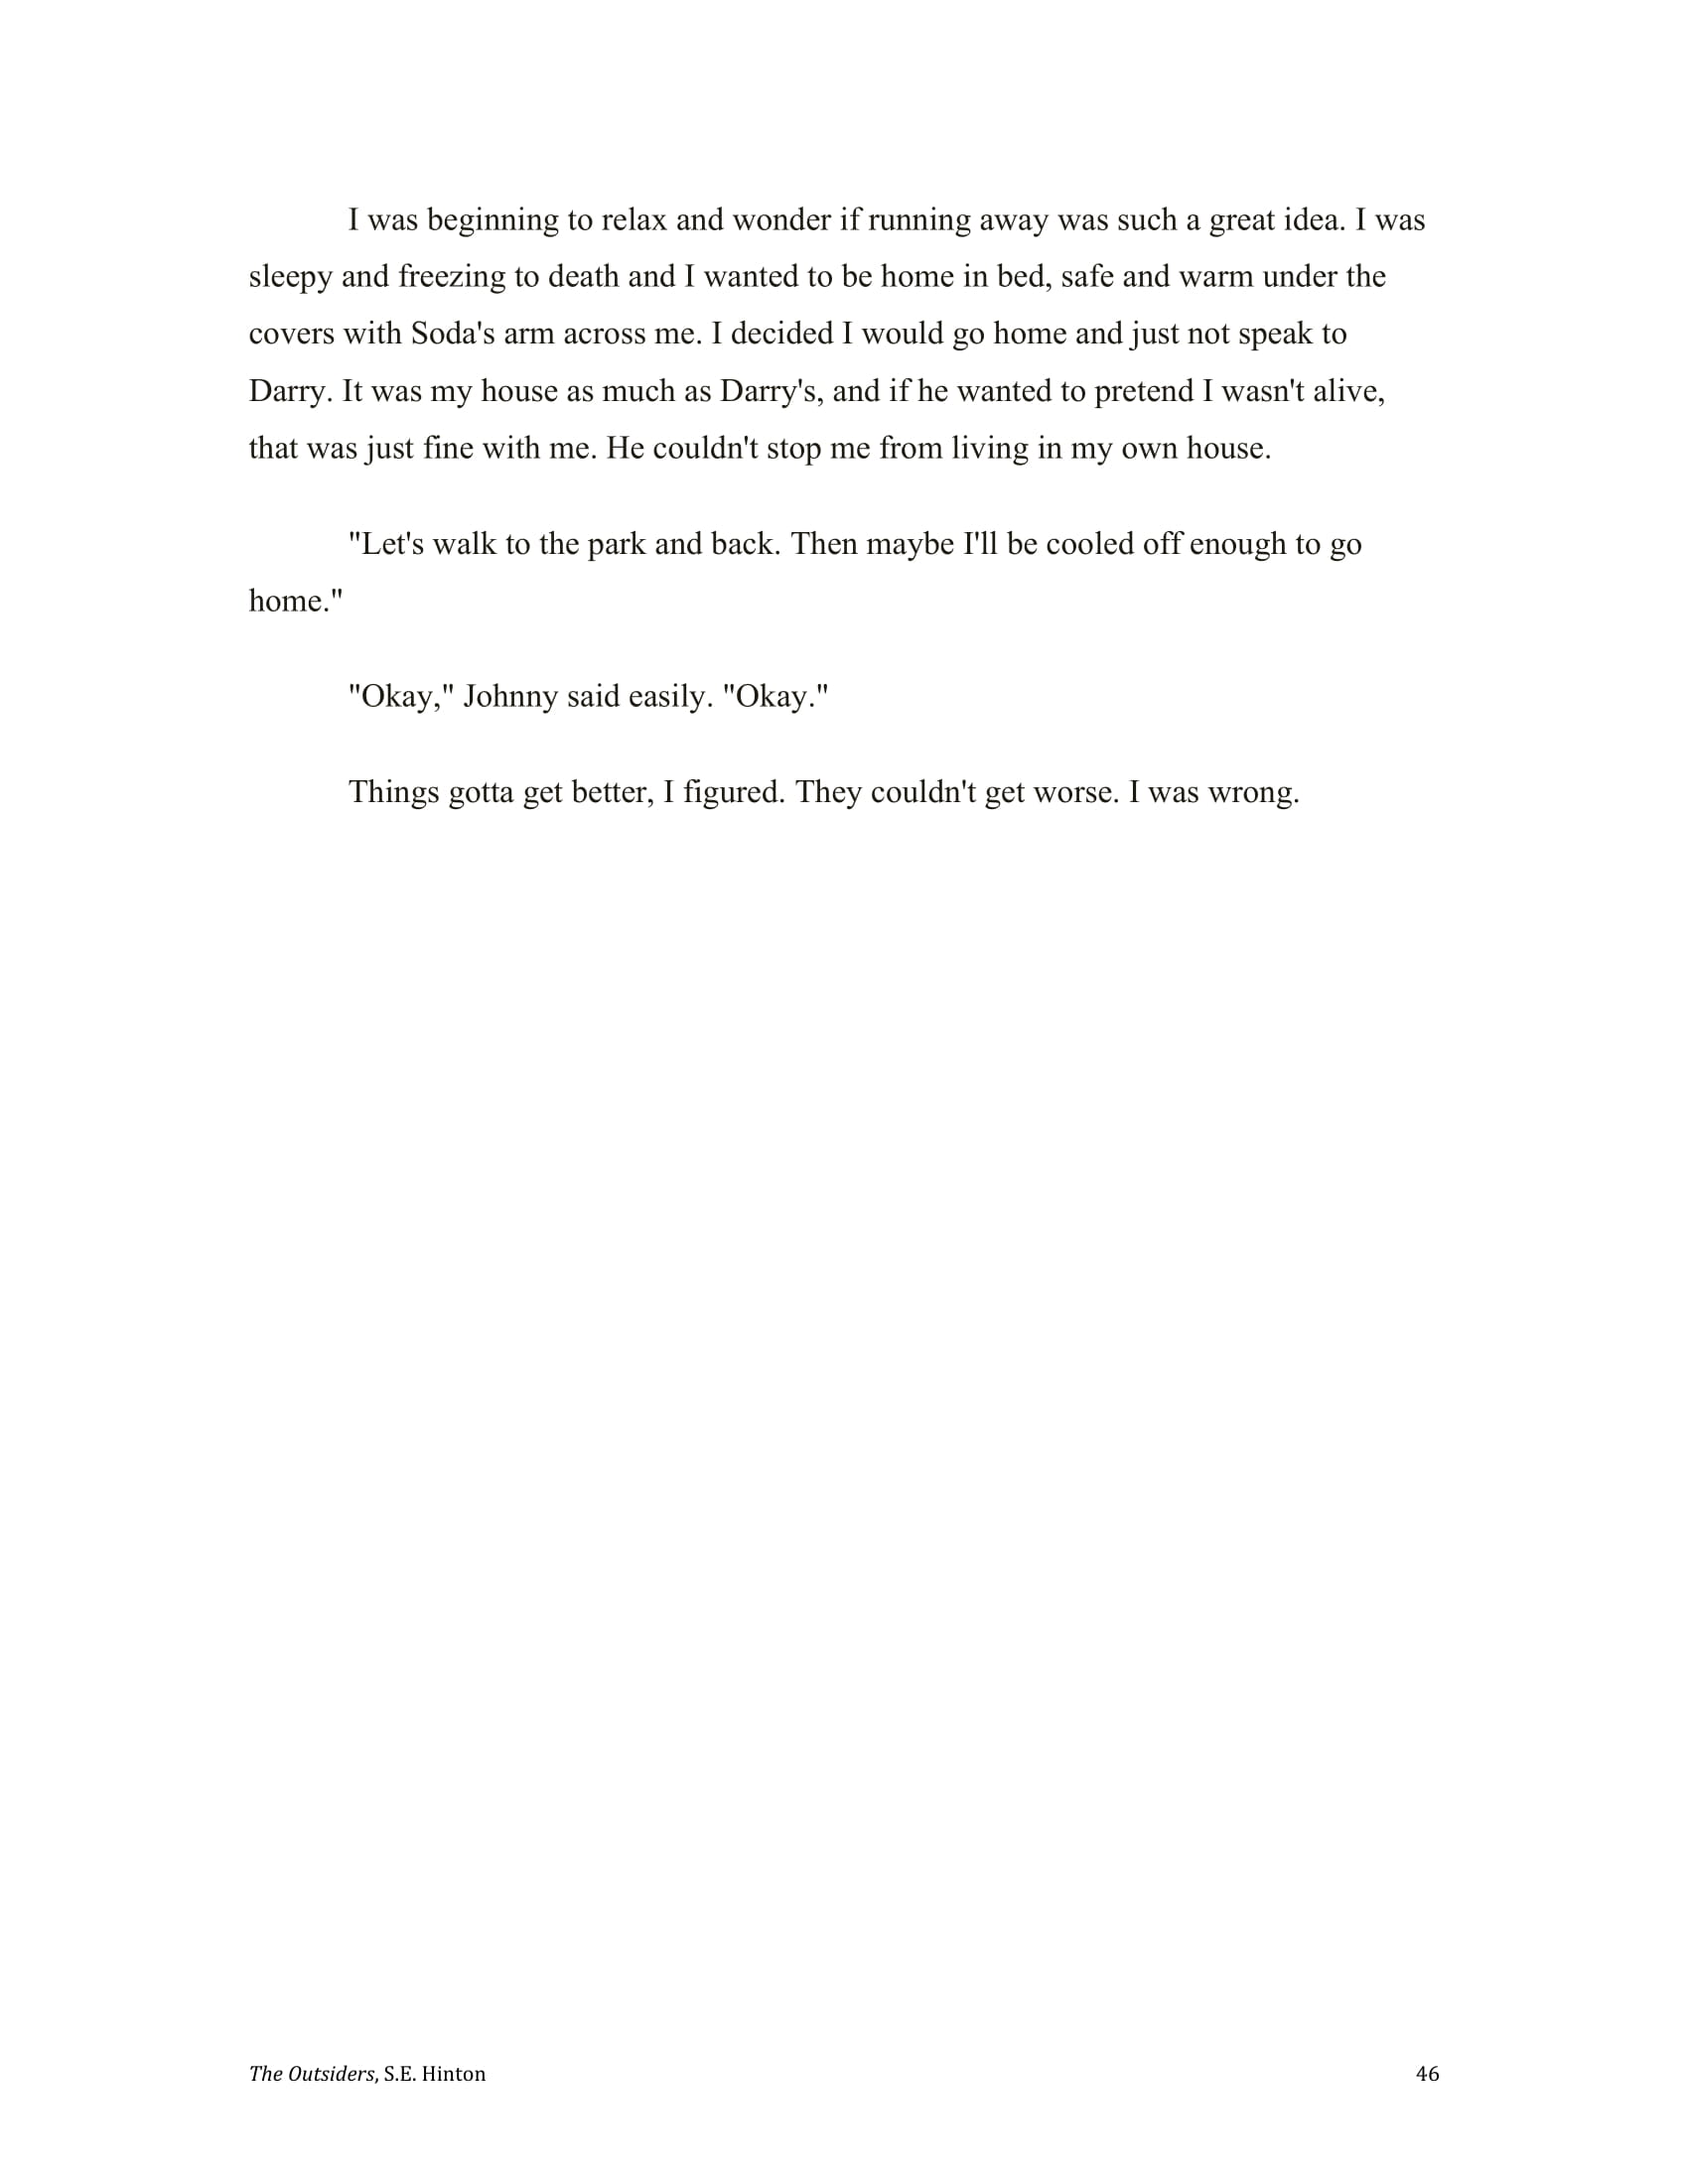 I was beginning to relax and wonder if running away was such a great idea. I was
sleepy and freezing to death and I wanted to be home in bed, safe and warm under the
covers with Soda's arm across me. I decided I would go home and just not speak to
Darry. It was my house as much as Darry's, and if he wanted to pretend I wasn't alive,
that was just fine with me. He couldn't stop me from living in my own house.
"Let's walk to the park and back. Then maybe I'll be cooled off enough to go
home."
"Okay," Johnny said easily. "Okay."
Things gotta get better, I figured. They couldn't get worse. I was wrong.
The Outsiders, S.E. Hinton 46